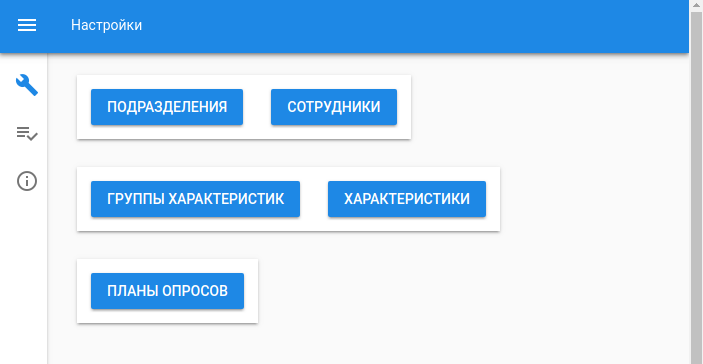 Настройки
ПОДРАЗДЕЛЕНИЯ СОТРУДНИКИ
ГРУППЫ ХАРАКТЕРИСТИК ХАРАКТЕРИСТИКИ
ПЛАНЫ ОПРОСОВ